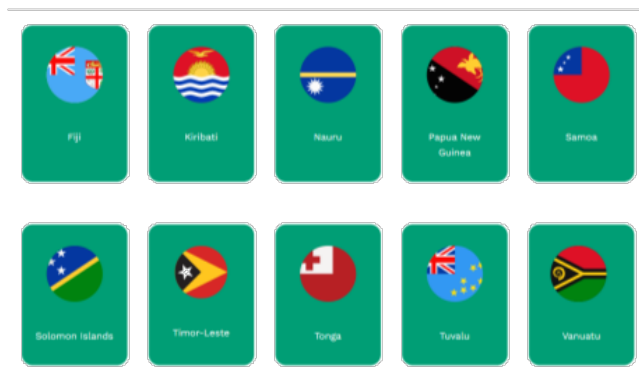 Fiji
Kiribati
Nauru
Papua New
Guinea
Samoa
Solomon Islands
Timor-Leste
Tonga
Tuvalu
Vanuatu